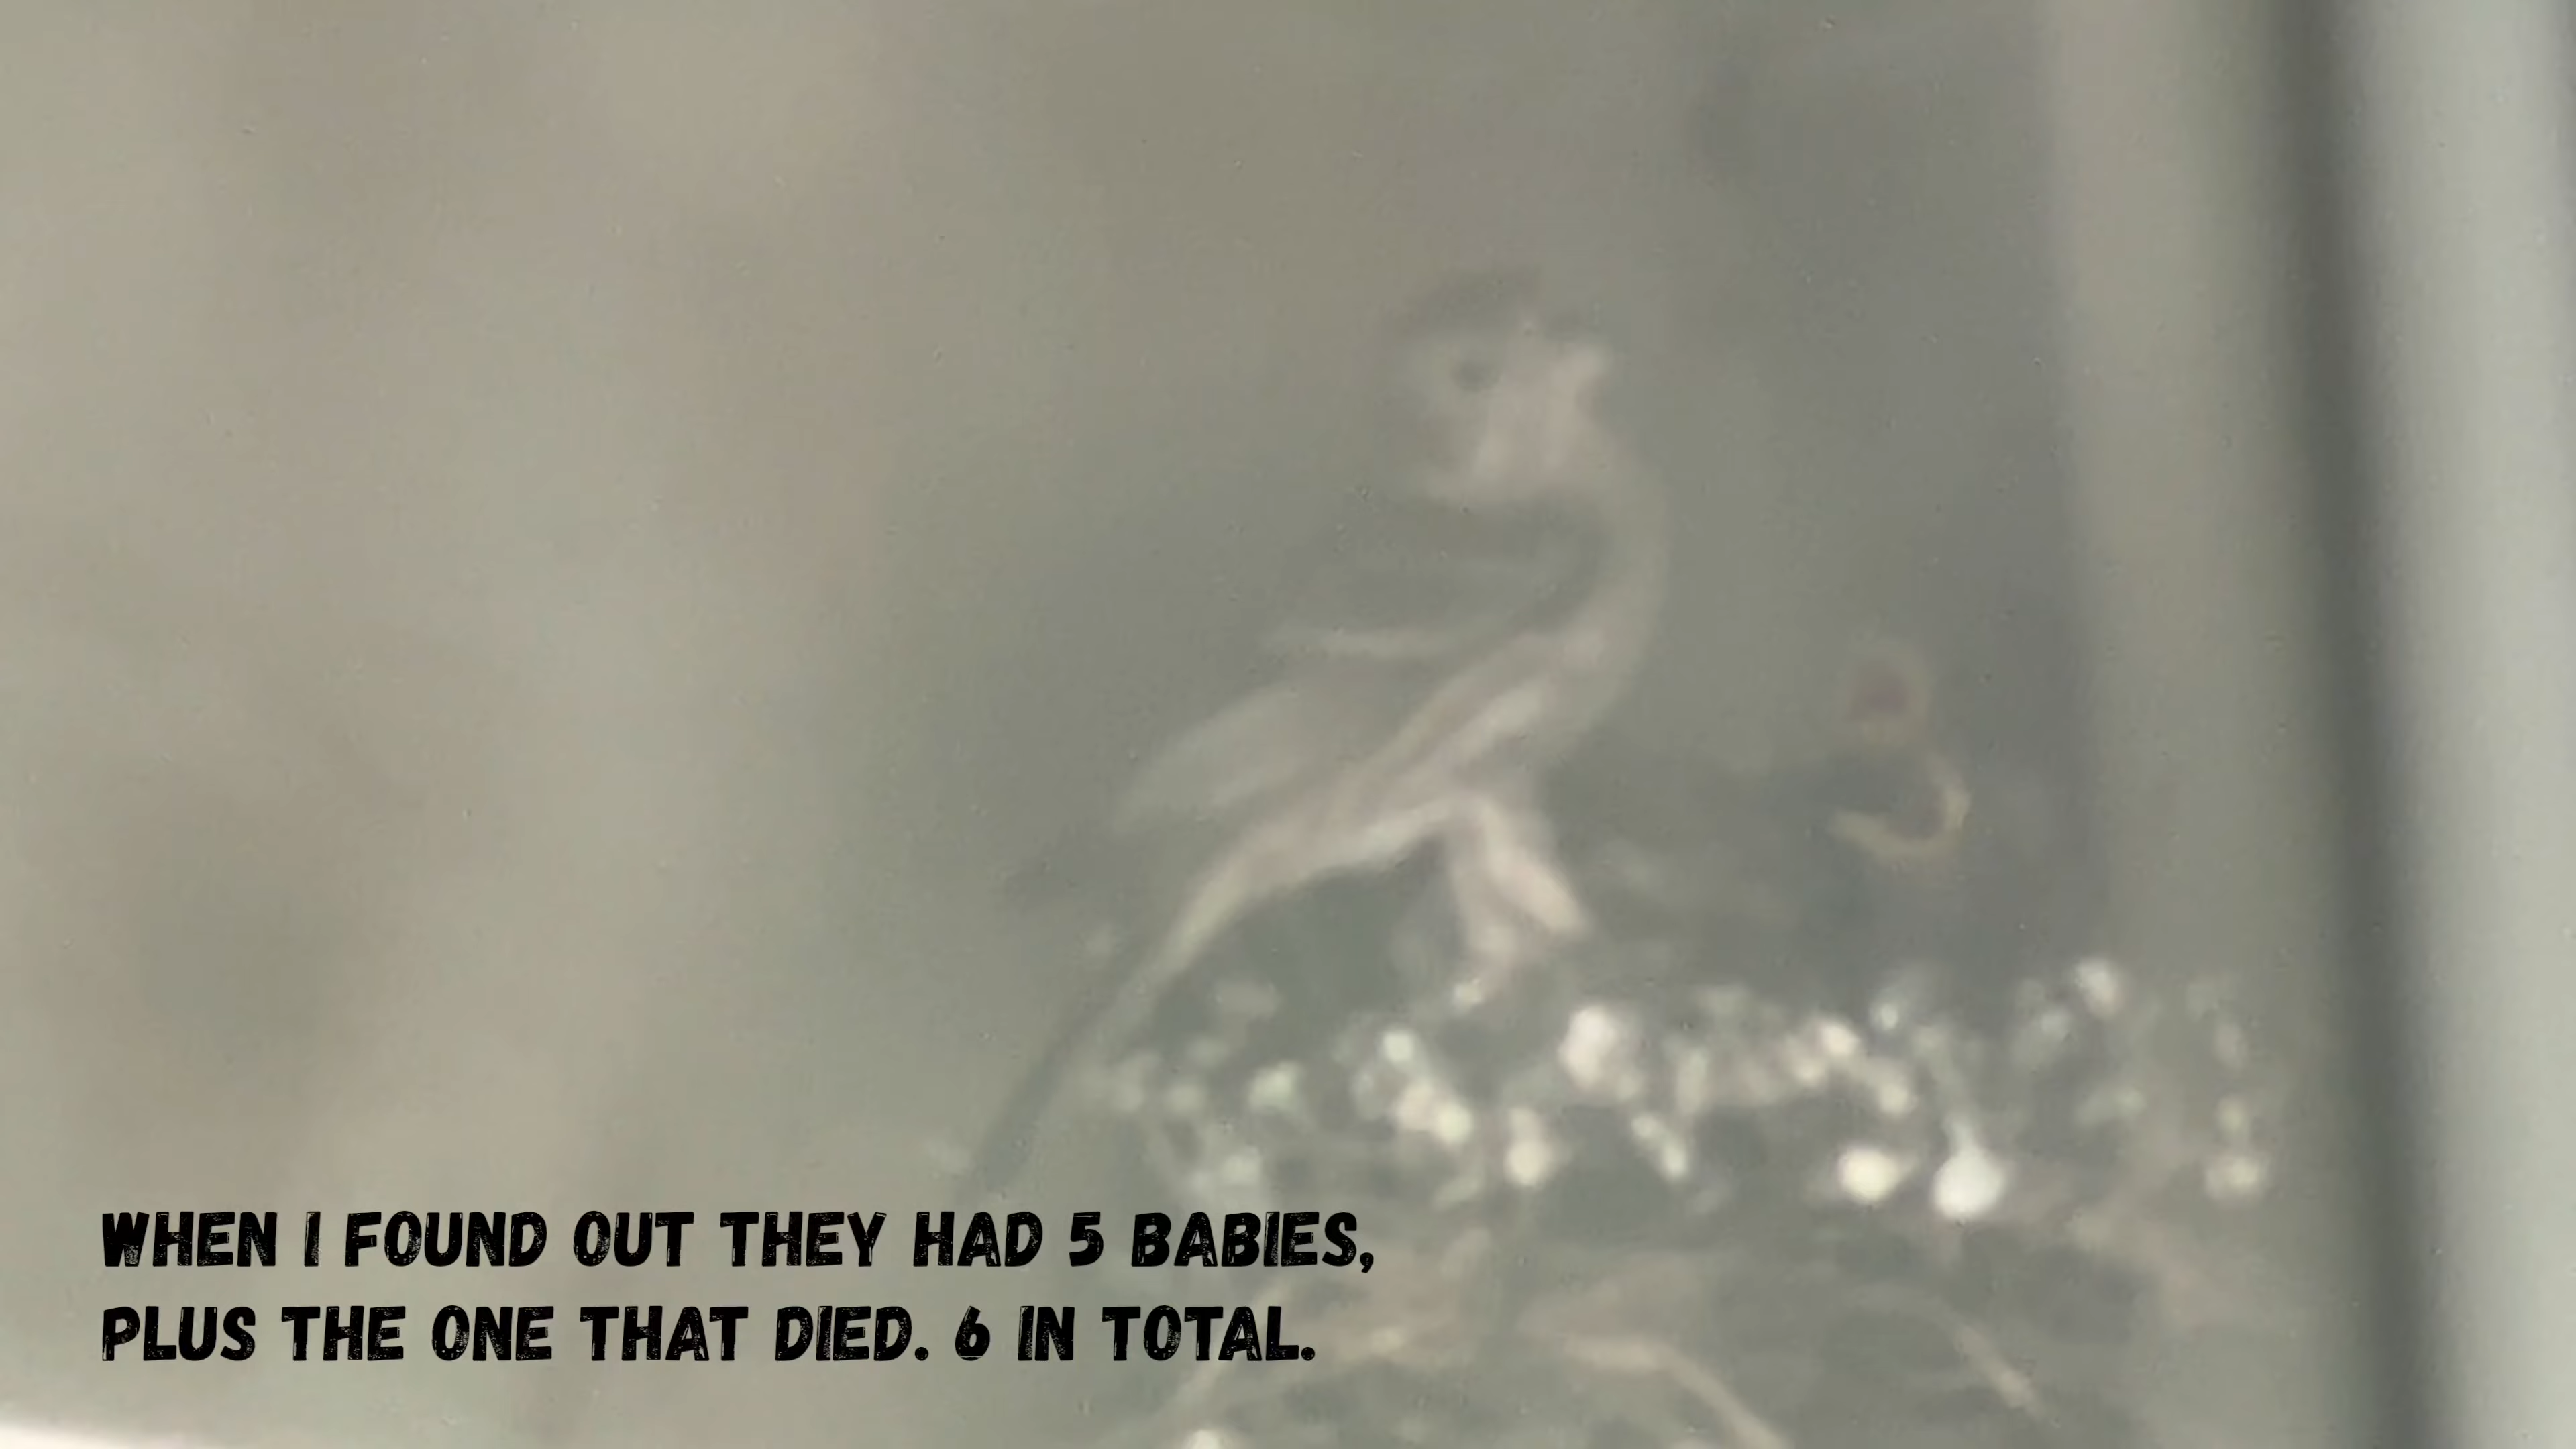 WHEN I FOUND OUT THEY HAD 5 BABIES,
PLUS THE ONE THAT DIED. 6 IN TOTAL.